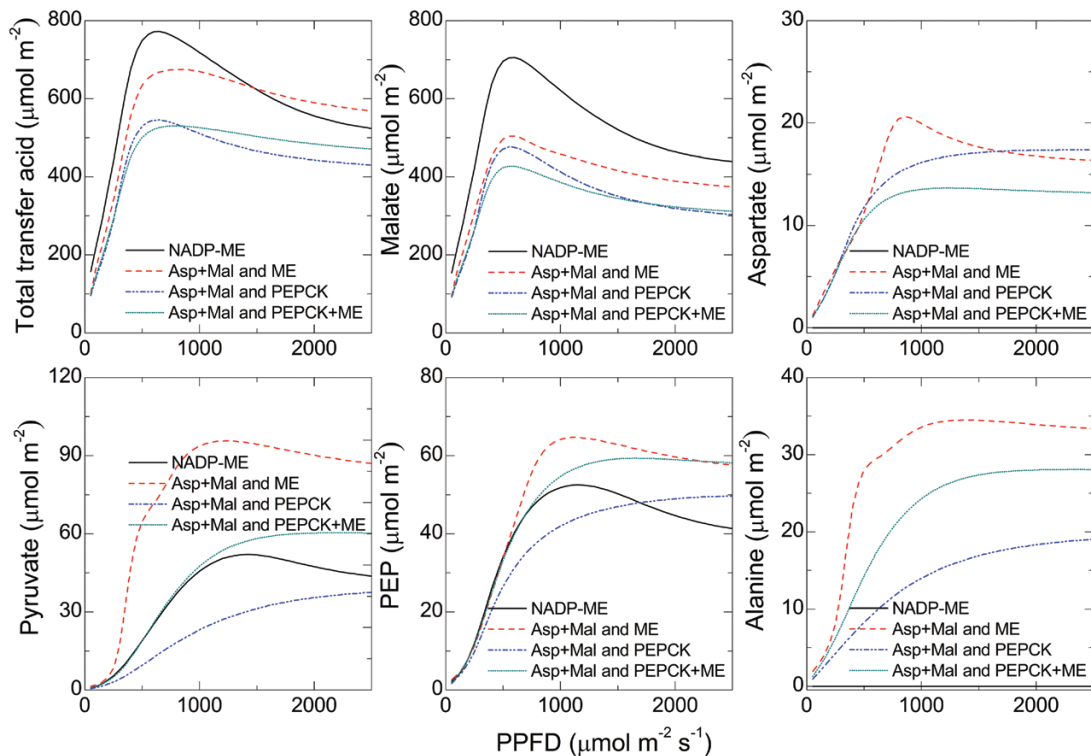 Total transfer acid (μmol m⁻²)
800
600
400
200
0
0 1000 2000
NADP-ME
Asp+Mal and ME
Asp+Mal and PEPCK
Asp+Mal and PEPCK+ME
Malate (μmol m⁻²)
800
600
400
200
0
0 1000 2000
NADP-ME
Asp+Mal and ME
Asp+Mal and PEPCK
Asp+Mal and PEPCK+ME
Aspartate (μmol m⁻²)
30
20
10
0
0 1000 2000
NADP-ME
Asp+Mal and ME
Asp+Mal and PEPCK
Asp+Mal and PEPCK+ME
Pyruvate (μmol m⁻²)
120
90
60
30
0
0 1000 2000
NADP-ME
Asp+Mal and ME
Asp+Mal and PEPCK
Asp+Mal and PEPCK+ME
PEP (μmol m⁻²)
80
60
40
20
0
0 1000 2000
NADP-ME
Asp+Mal and ME
Asp+Mal and PEPCK
Asp+Mal and PEPCK+ME
Alanine (μmol m⁻²)
40
30
20
10
0
0 1000 2000
NADP-ME
Asp+Mal and ME
Asp+Mal and PEPCK
Asp+Mal and PEPCK+ME
PPFD (μmol m⁻² s⁻¹)